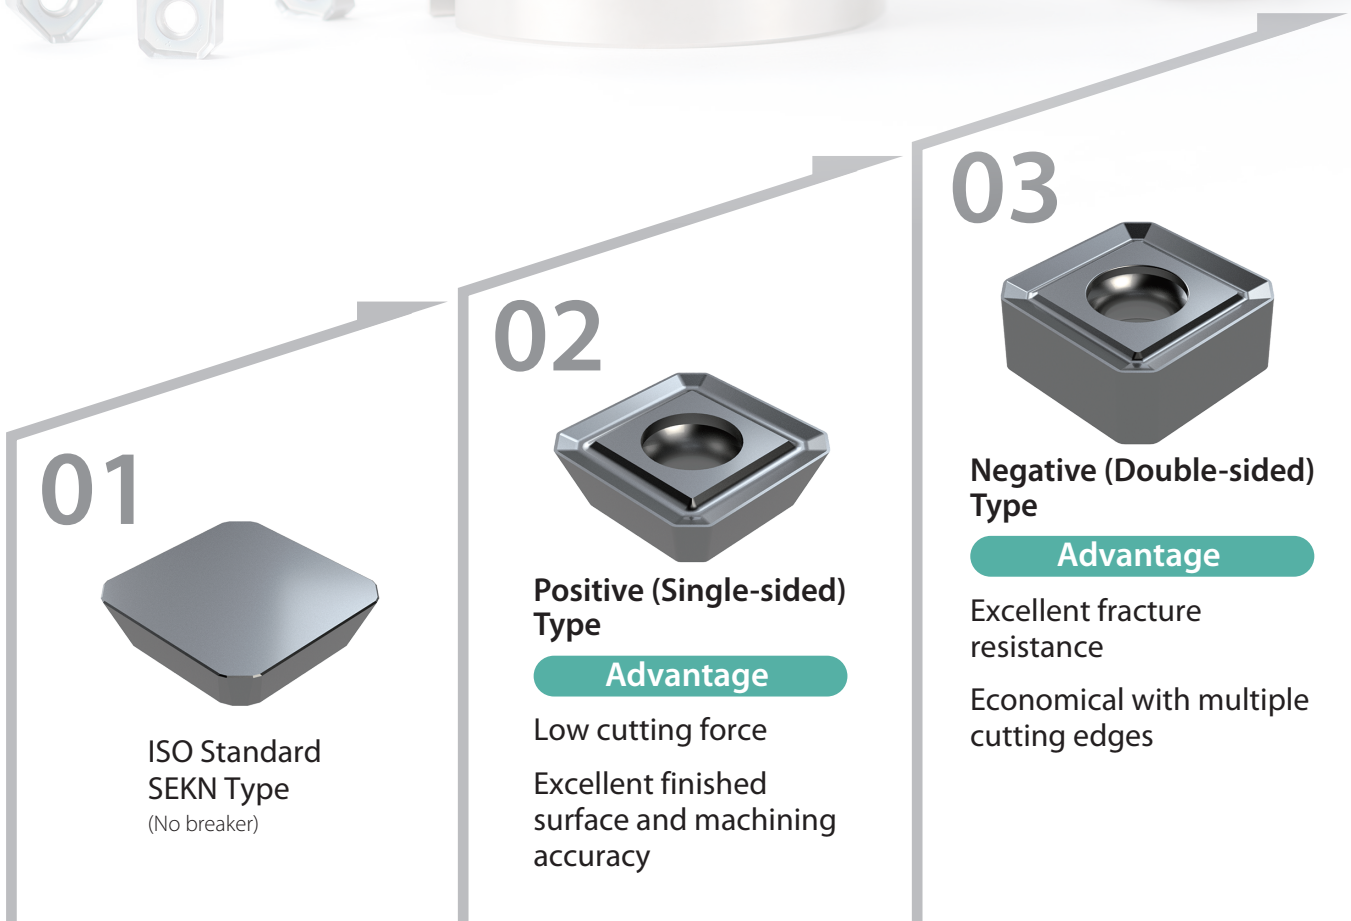 01
ISO Standard
SEKN Type
(No breaker)
02
Positive (Single-sided)
Type
Advantage
Low cutting force
Excellent finished
surface and machining
accuracy
03
Negative (Double-sided)
Type
Advantage
Excellent fracture
resistance
Economical with multiple
cutting edges